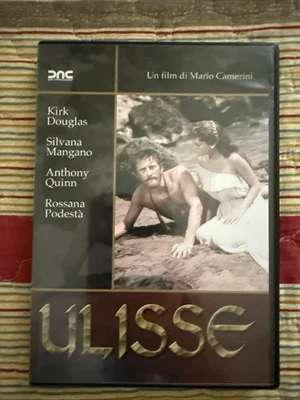 DNC
Un film di Mario Camerini
Kirk
Douglas
Silvana
Mangano
Anthony
Quinn
Rossana
Podestà
ULISSE